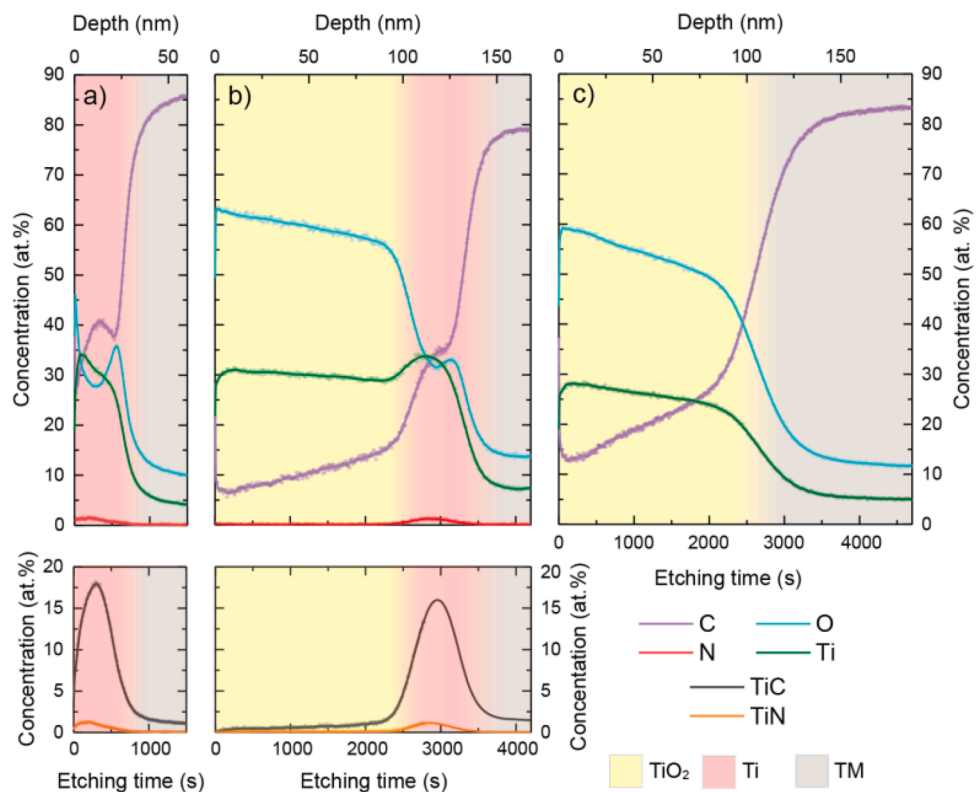 Depth (nm) Depth (nm) Depth (nm)
0 25 50 0 50 100 150 0 50 100 150
a) b) c)
90 80 70 60 50 40 30 20 10 0
Concentration (at.%)
90 80 70 60 50 40 30 20 10 0
Concentration (at.%)
0 1000 2000 3000 4000
Etching time (s)
20 15 10 5 0
Concentration (at.%)
20 15 10 5 0
Concentation (at.%)
0 1000 0 1000 2000 3000 4000
Etching time (s) Etching time (s)
C O
N Ti
TiC
TiN
TiO₂ Ti TM